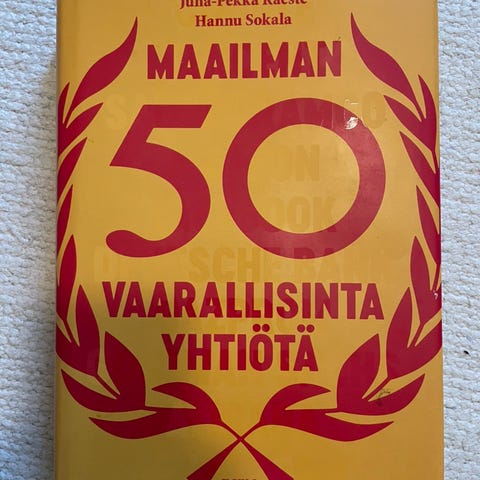 Juha-Pekka Raeste
Hannu Sokala
MAAILMAN
50
VAARALLISINTA
YHTIÖTÄ